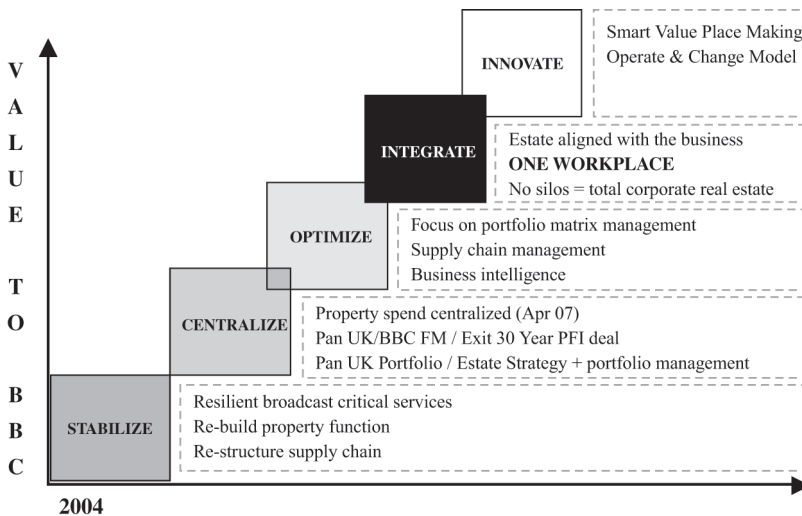 VALUE TO BBC
INNOVATE
Smart Value Place Making
Operate & Change Model
INTEGRATE
Estate aligned with the business
ONE WORKPLACE
No silos = total corporate real estate
OPTIMIZE
Focus on portfolio matrix management
Supply chain management
Business intelligence
CENTRALIZE
Property spend centralized (Apr 07)
Pan UK/BBC FM / Exit 30 Year PFI deal
Pan UK Portfolio / Estate Strategy + portfolio management
STABILIZE
Resilient broadcast critical services
Re-build property function
Re-structure supply chain
2004